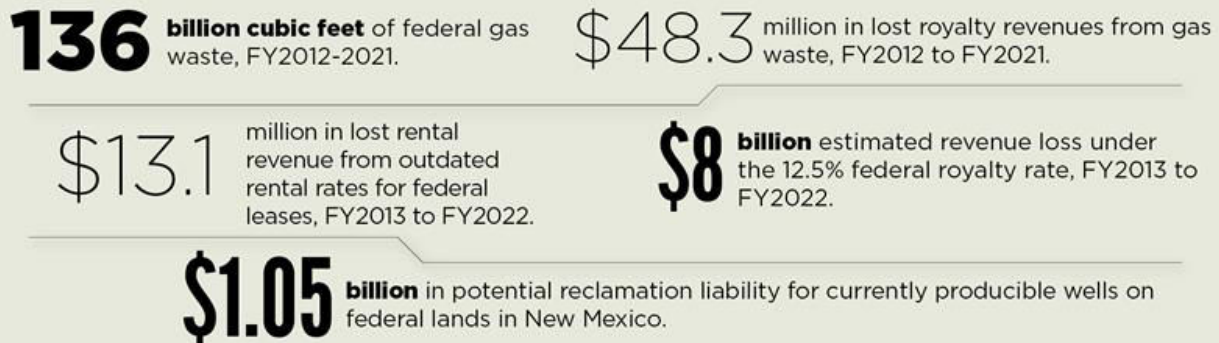 136 billion cubic feet of federal gas
waste, FY2012-2021.
$48.3 million in lost royalty revenues from gas
waste, FY2012 to FY2021.
$13.1 million in lost rental
revenue from outdated
rental rates for federal
leases, FY2013 to FY2022.
$8 billion estimated revenue loss under
the 12.5% federal royalty rate, FY2013 to
FY2022.
$1.05 billion in potential reclamation liability for currently producible wells on
federal lands in New Mexico.